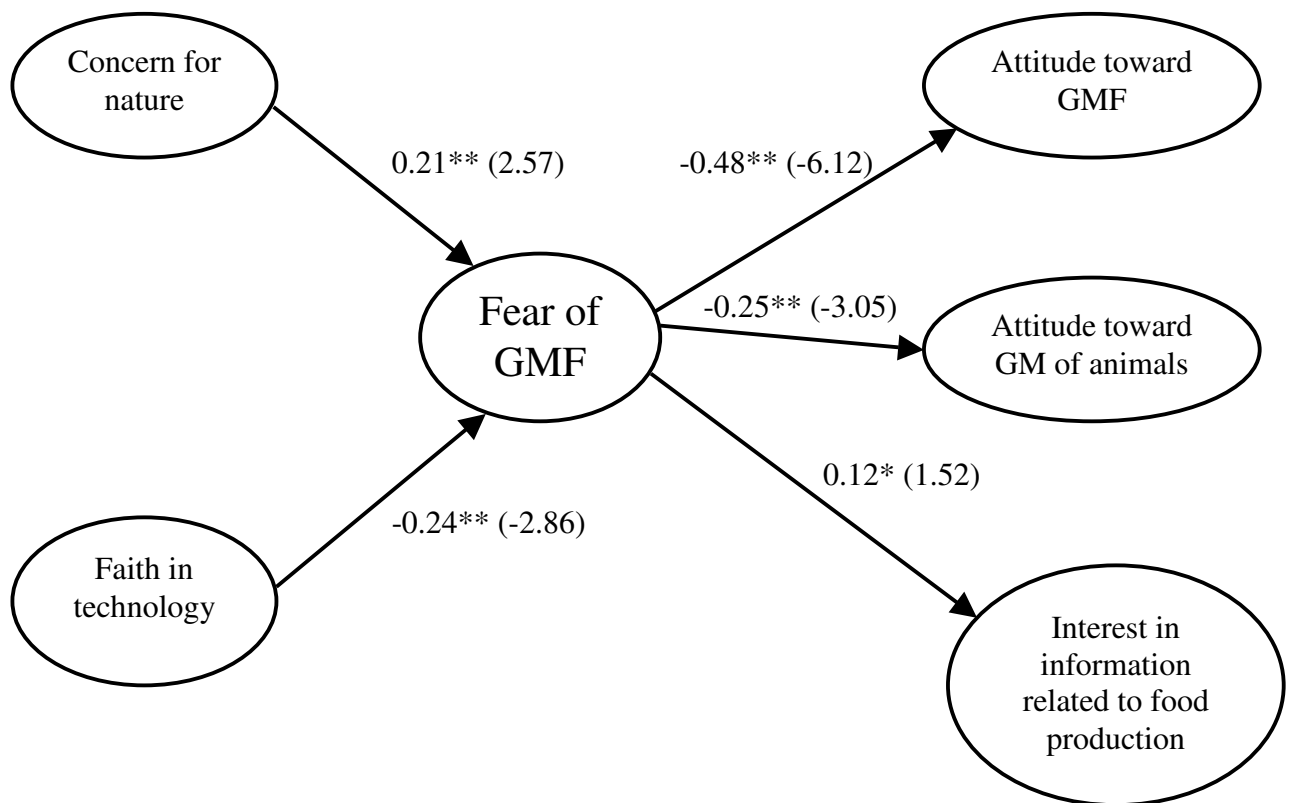 Concern for
nature
Attitude toward
GMF
0.21** (2.57)
-0.48** (-6.12)
Fear of
GMF
-0.25** (-3.05)
Attitude toward
GM of animals
0.12* (1.52)
-0.24** (-2.86)
Faith in
technology
Interest in
information
related to food
production